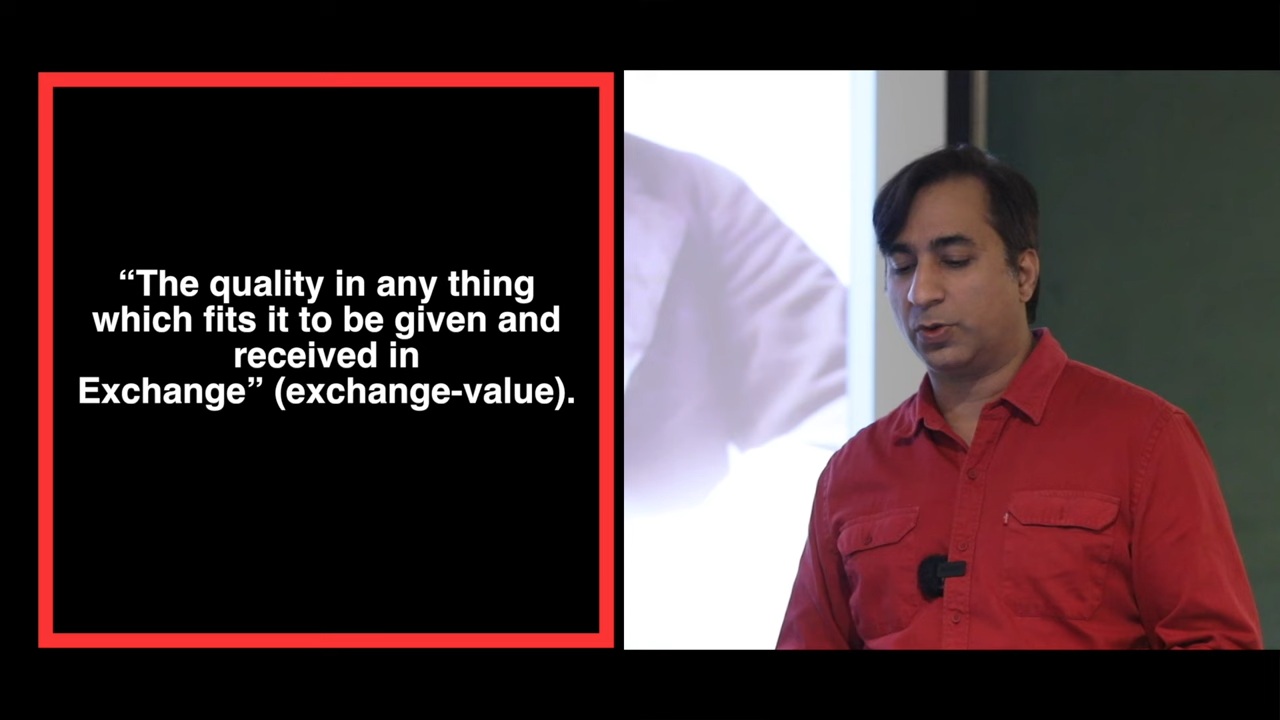 “The quality in any thing
which fits it to be given and
received in
Exchange” (exchange-value).